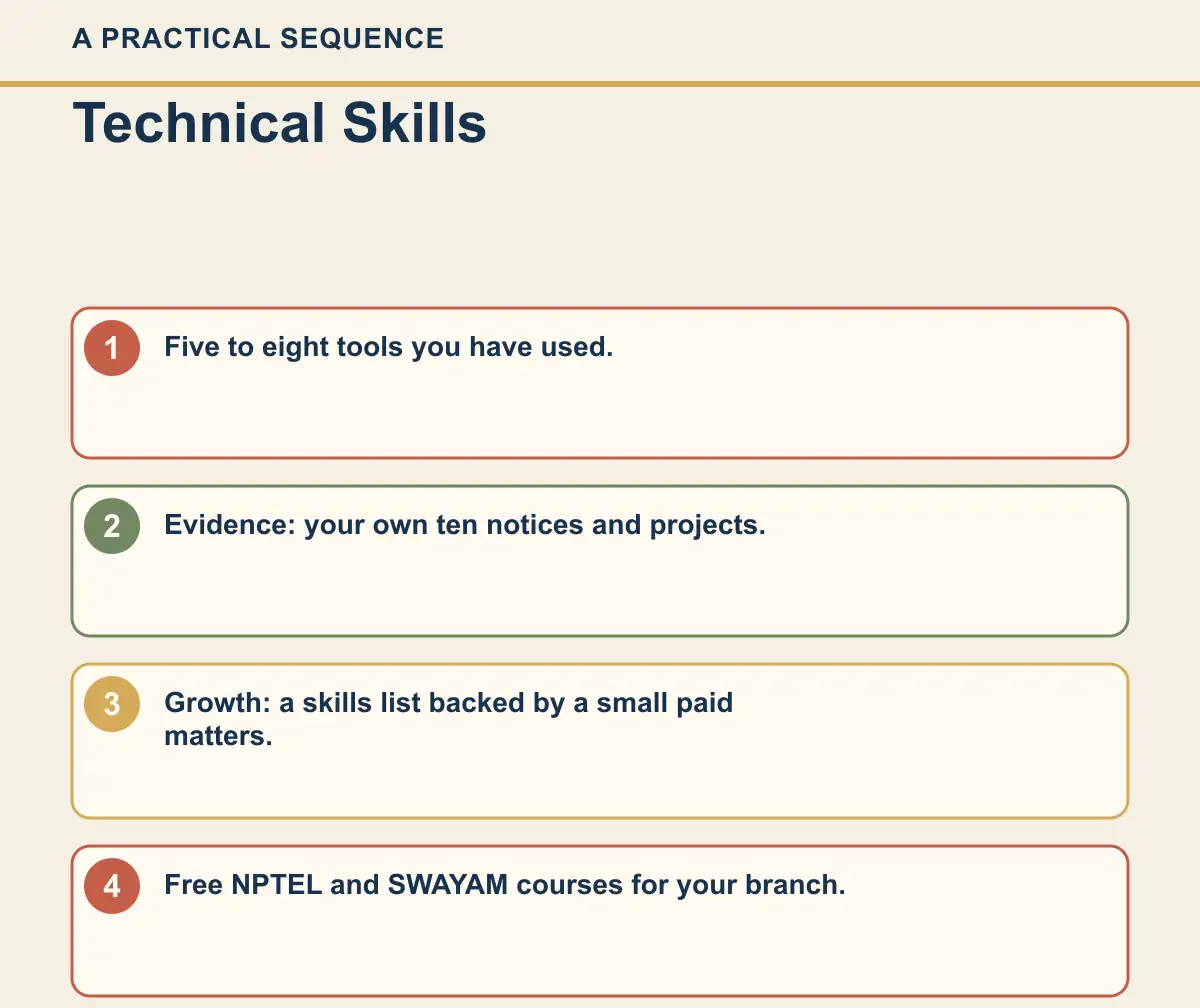 A PRACTICAL SEQUENCE
Technical Skills
1
Five to eight tools you have used.
2
Evidence: your own ten notices and projects.
3
Growth: a skills list backed by a small paid
matters.
4
Free NPTEL and SWAYAM courses for your branch.